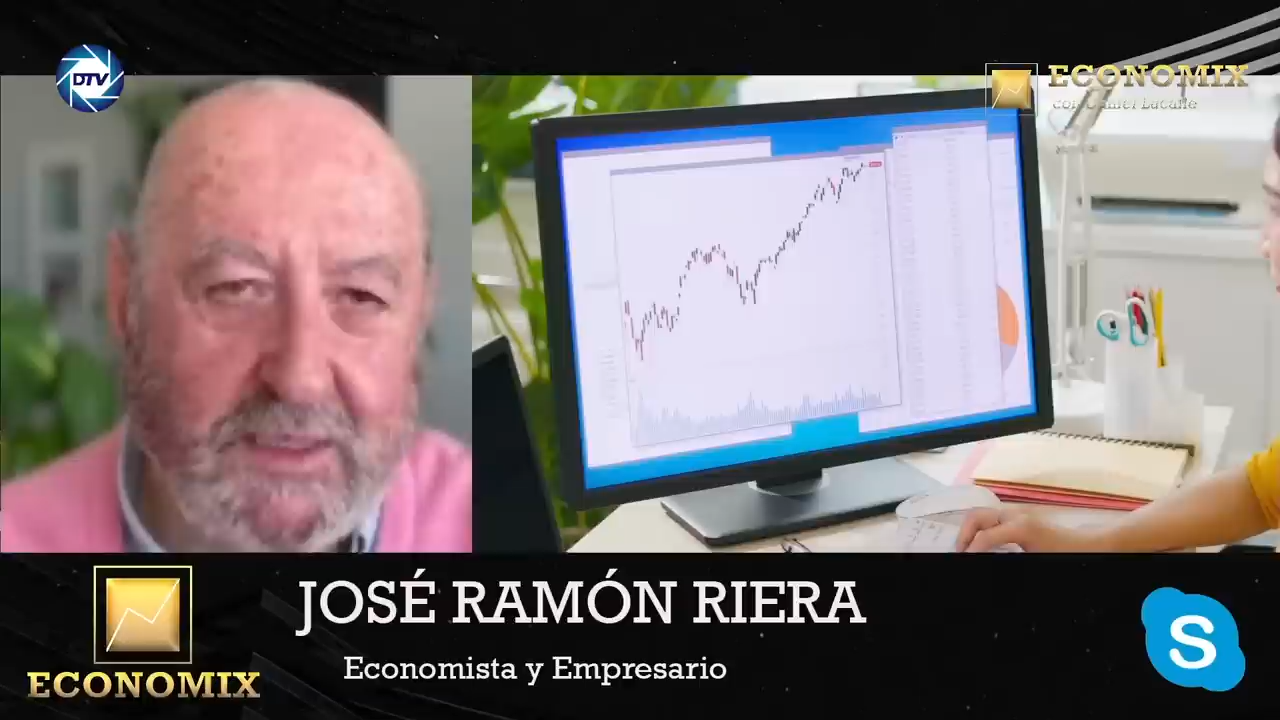 DTV
ECONOMIX
JOSÉ RAMÓN RIERA
Economista y Empresario
ECONOMIX
S